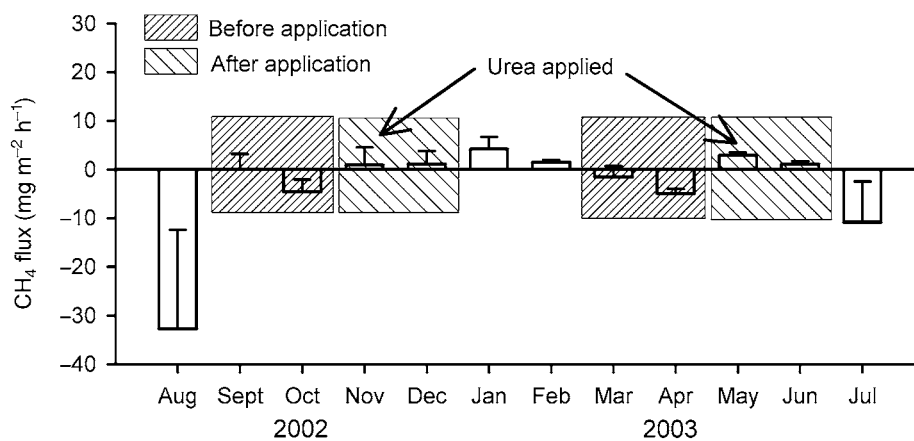 Before application
After application
Urea applied
CH₄ flux (mg m⁻² h⁻¹)
30
20
10
0
−10
−20
−30
−40
Aug Sept Oct Nov Dec Jan Feb Mar Apr May Jun Jul
2002 2003